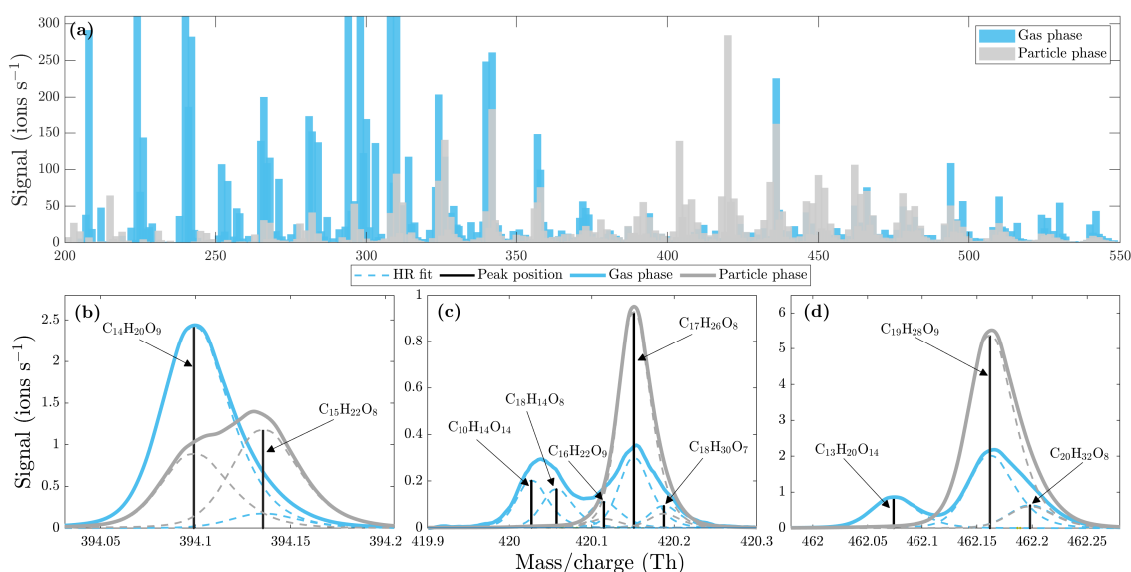 (a)
Gas phase
Particle phase
Signal (ions s⁻¹)
300
250
200
150
100
50
0
200 250 300 350 400 450 500 550
HR fit Peak position Gas phase Particle phase
(b)
C₁₄H₂₀O₉
C₁₅H₂₂O₈
Signal (ions s⁻¹)
2.5
2
1.5
1
0.5
0
394.05 394.1 394.15 394.2
(c)
C₁₇H₂₆O₈
C₁₈H₁₄O₈
C₁₀H₁₄O₁₄
C₁₆H₂₂O₉
C₁₈H₃₀O₇
1
0.8
0.6
0.4
0.2
0
419.9 420 420.1 420.2 420.3
(d)
C₁₉H₂₈O₉
C₁₃H₂₀O₁₄
C₂₀H₃₂O₈
6
5
4
3
2
1
0
462 462.05 462.1 462.15 462.2 462.25
Mass/charge (Th)